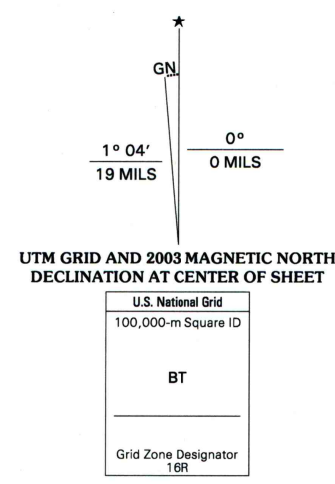 ★
GN
1° 04′
19 MILS
0°
0 MILS
UTM GRID AND 2003 MAGNETIC NORTH
DECLINATION AT CENTER OF SHEET
U.S. National Grid
100,000-m Square ID
BT
Grid Zone Designator
16R